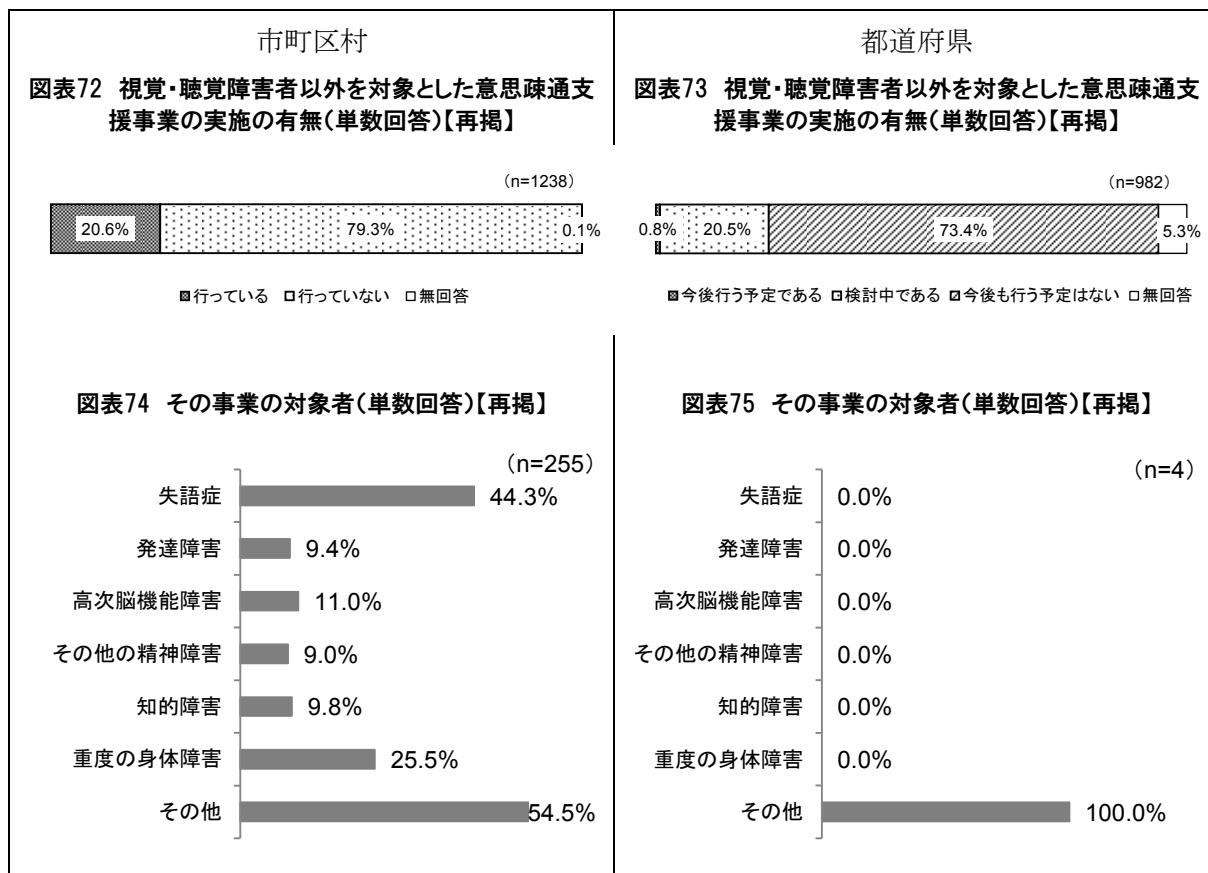 市町区村
図表72 視覚・聴覚障害者以外を対象とした意思疎通支
援事業の実施の有無(単数回答)【再掲】
(n=1238)
20.6%
79.3%
0.1%
行っている 行っていない 無回答
都道府県
図表73 視覚・聴覚障害者以外を対象とした意思疎通支
援事業の実施の有無(単数回答)【再掲】
(n=982)
0.8%
20.5%
73.4%
5.3%
今後行う予定である 検討中である 今後も行う予定はない 無回答
図表74 その事業の対象者(単数回答)【再掲】
(n=255)
失語症 44.3%
発達障害 9.4%
高次脳機能障害 11.0%
その他の精神障害 9.0%
知的障害 9.8%
重度の身体障害 25.5%
その他 54.5%
図表75 その事業の対象者(単数回答)【再掲】
(n=4)
失語症 0.0%
発達障害 0.0%
高次脳機能障害 0.0%
その他の精神障害 0.0%
知的障害 0.0%
重度の身体障害 0.0%
その他 100.0%